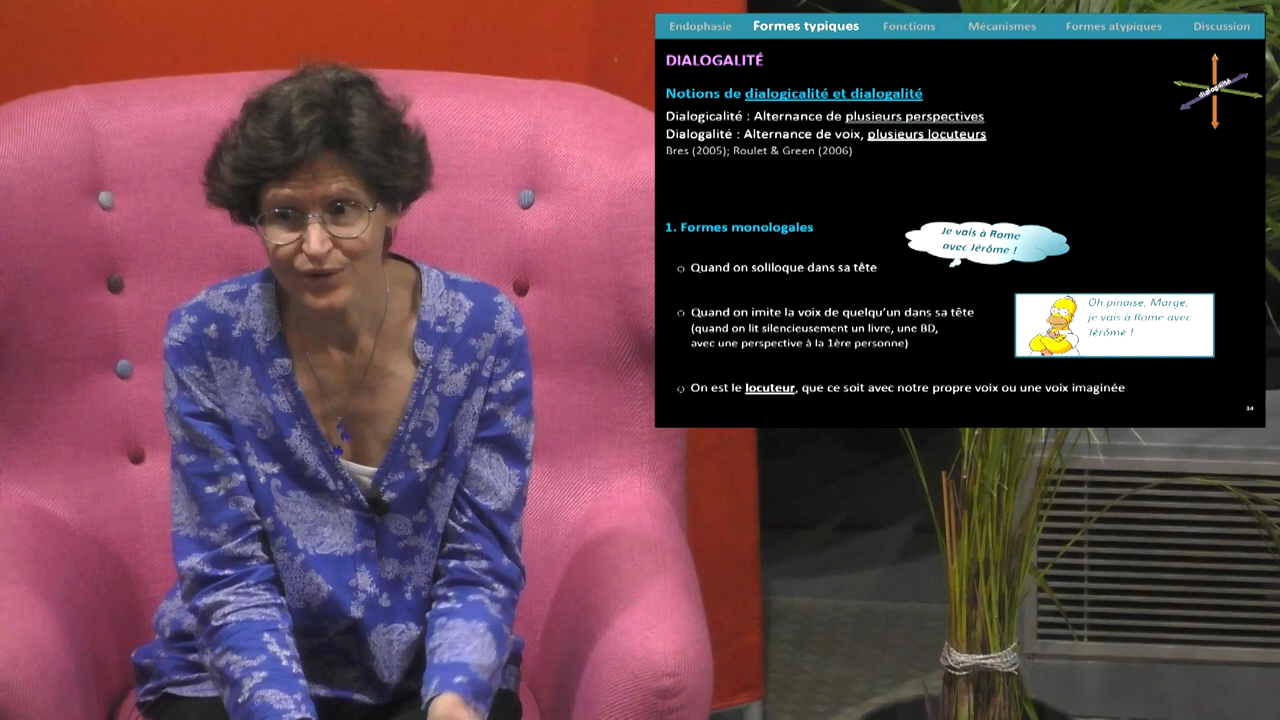 Endophasie Formes typiques Fonctions Mécanismes Formes atypiques Discussion
DIALOGALITÉ
dialogalité
Notions de dialogicalité et dialogalité
Dialogicalité : Alternance de plusieurs perspectives
Dialogalité : Alternance de voix, plusieurs locuteurs
Bres (2005); Roulet & Green (2006)
1. Formes monologales
Je vais à Rome
avec Jérôme !
Quand on soliloque dans sa tête
Quand on imite la voix de quelqu'un dans sa tête
(quand on lit silencieusement un livre, une BD,
avec une perspective à la 1ère personne)
Oh pinaise, Marge,
je vais à Rome avec
Jérôme !
On est le locuteur, que ce soit avec notre propre voix ou une voix imaginée
34